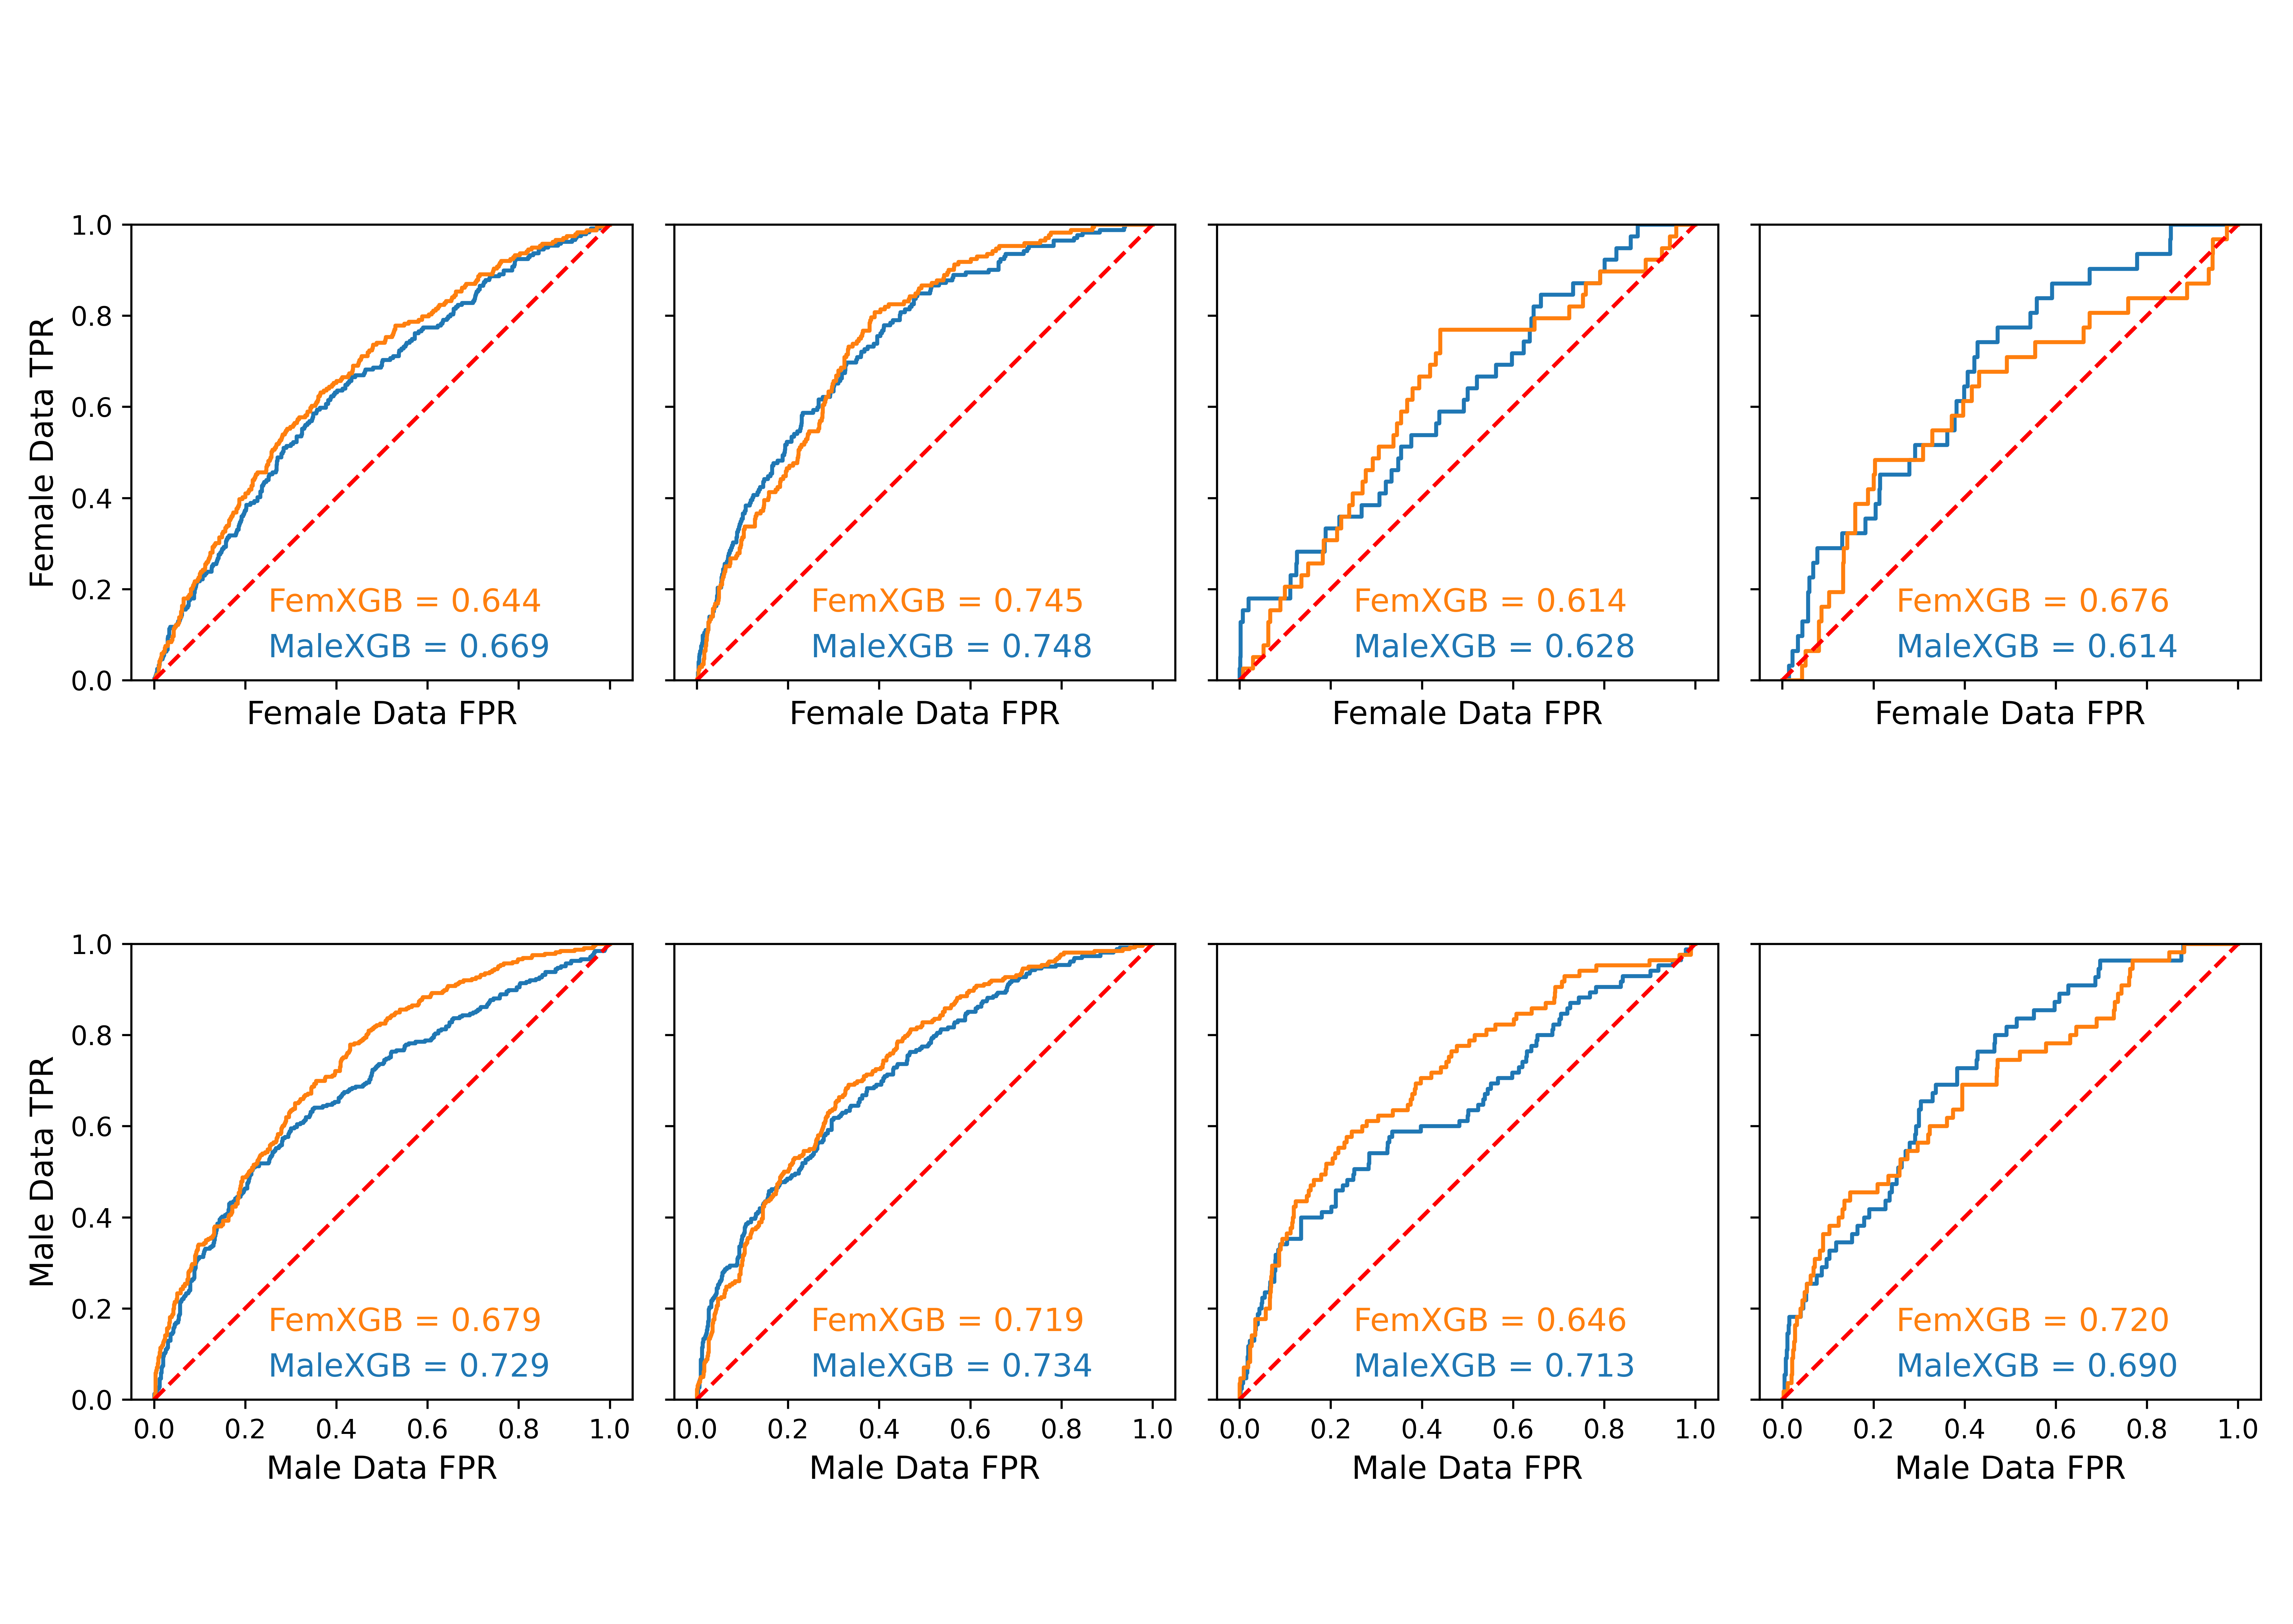 Female Data TPR
1.0
0.8
0.6
0.4
0.2
0.0
FemXGB = 0.644
MaleXGB = 0.669
Female Data FPR
FemXGB = 0.745
MaleXGB = 0.748
Female Data FPR
FemXGB = 0.614
MaleXGB = 0.628
Female Data FPR
FemXGB = 0.676
MaleXGB = 0.614
Female Data FPR
Male Data TPR
1.0
0.8
0.6
0.4
0.2
0.0
FemXGB = 0.679
MaleXGB = 0.729
0.0 0.2 0.4 0.6 0.8 1.0
Male Data FPR
FemXGB = 0.719
MaleXGB = 0.734
0.0 0.2 0.4 0.6 0.8 1.0
Male Data FPR
FemXGB = 0.646
MaleXGB = 0.713
0.0 0.2 0.4 0.6 0.8 1.0
Male Data FPR
FemXGB = 0.720
MaleXGB = 0.690
0.0 0.2 0.4 0.6 0.8 1.0
Male Data FPR